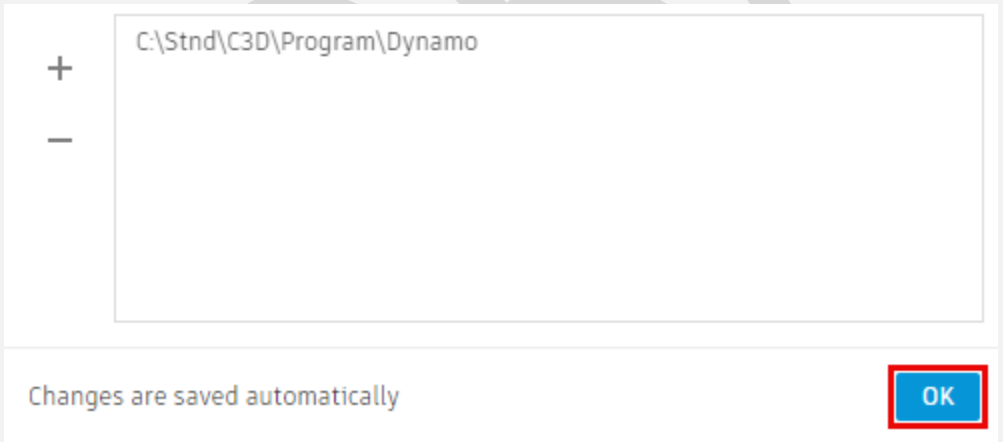 C:\Stnd\C3D\Program\Dynamo
+
−
Changes are saved automatically
OK